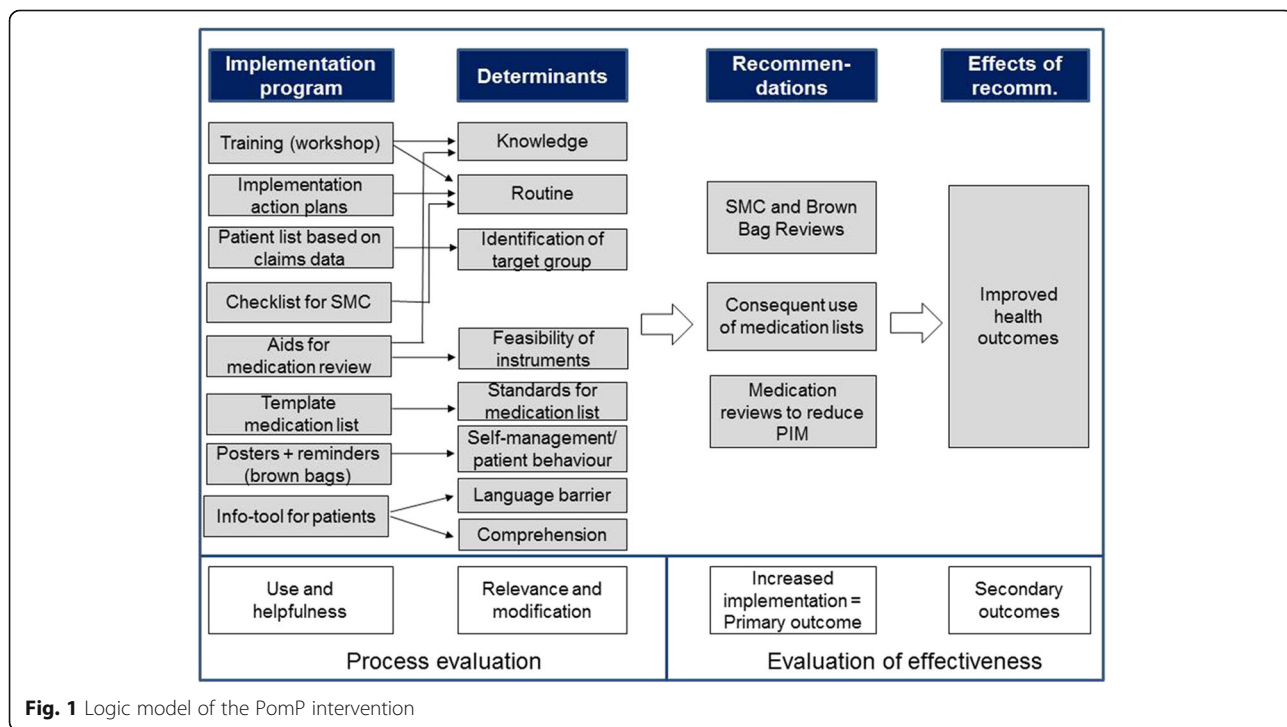 Implementation
program
Determinants
Recommen-
dations
Effects of
recomm.
Training (workshop)
Implementation
action plans
Patient list based on
claims data
Checklist for SMC
Aids for
medication review
Template
medication list
Posters + reminders
(brown bags)
Info-tool for patients
Knowledge
Routine
Identification of
target group
Feasibility of
instruments
Standards for
medication list
Self-management/
patient behaviour
Language barrier
Comprehension
SMC and Brown
Bag Reviews
Consequent use
of medication lists
Medication
reviews to reduce
PIM
Improved
health outcomes
Use and
helpfulness
Relevance and
modification
Increased
implementation =
Primary outcome
Secondary
outcomes
Process evaluation
Evaluation of effectiveness
Fig. 1 Logic model of the PomP intervention